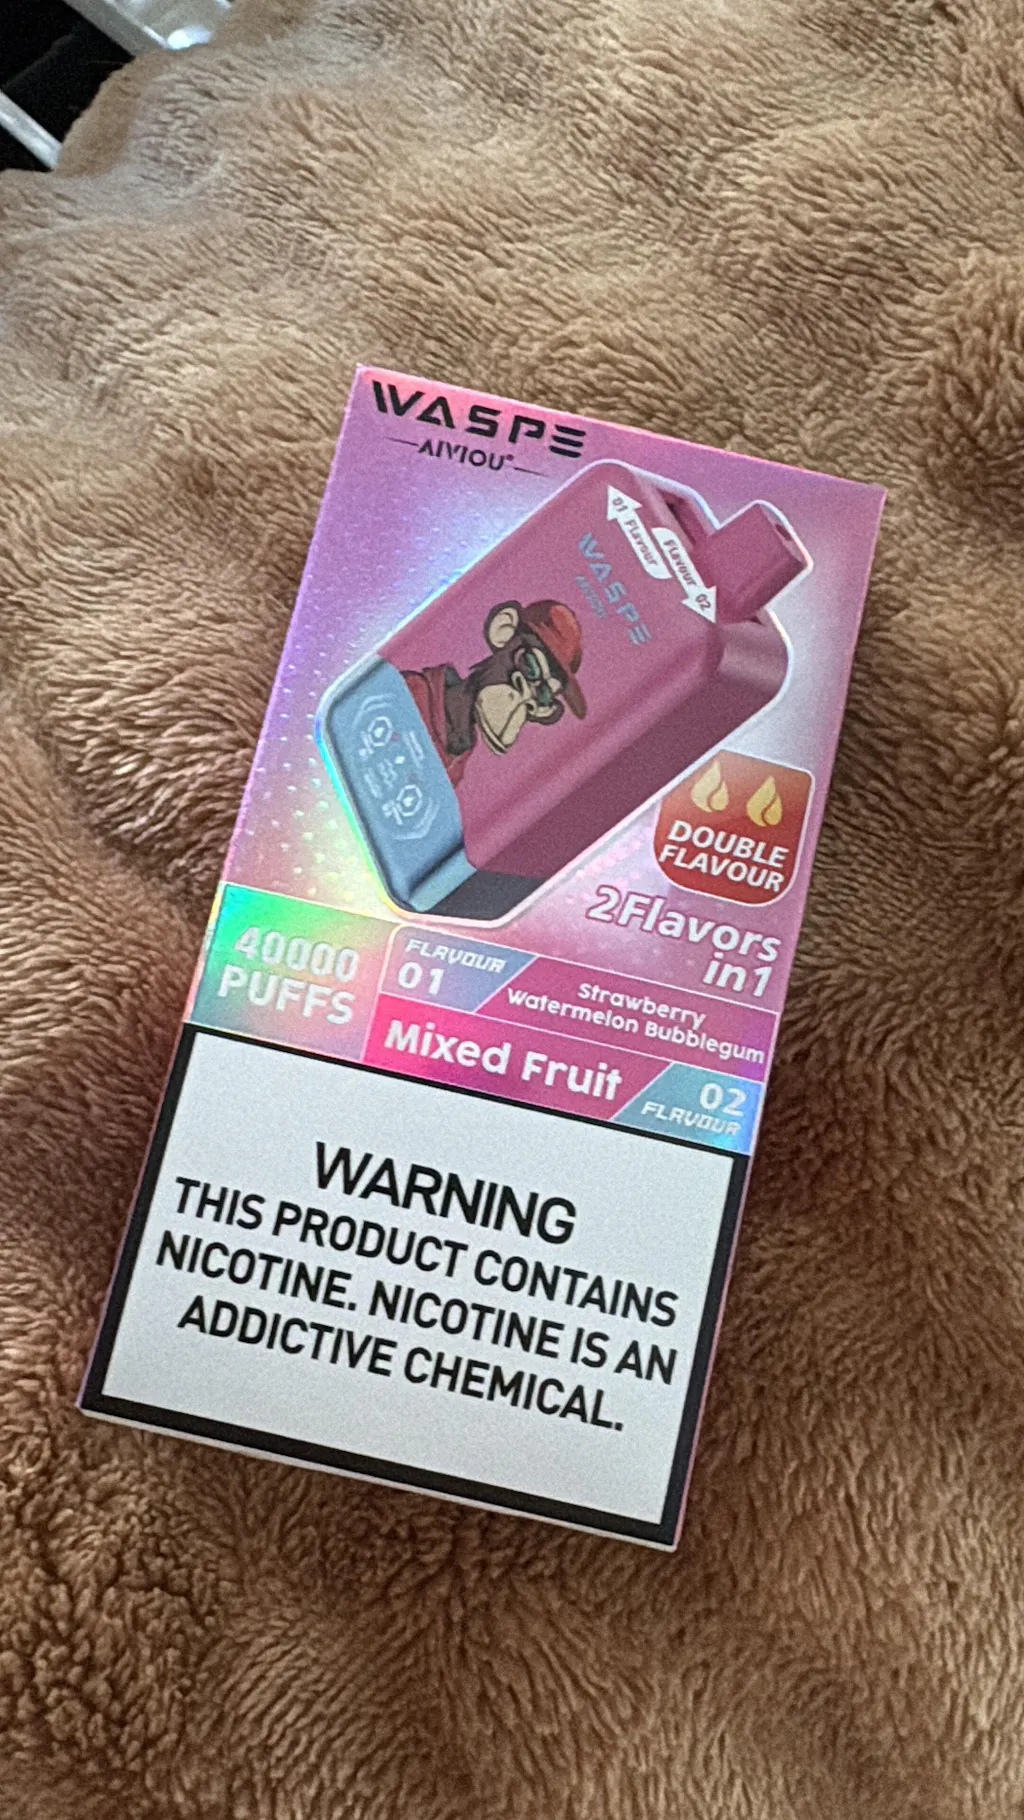 WASPE
AIVIOU®
01 Flavour
Flavour 02
WASPE
AIVIOU
DOUBLE
FLAVOUR
2Flavors
in1
40000
PUFFS
FLAVOUR
01
Strawberry
Watermelon Bubblegum
Mixed Fruit
02
FLAVOUR
WARNING
THIS PRODUCT CONTAINS
NICOTINE. NICOTINE IS AN
ADDICTIVE CHEMICAL.